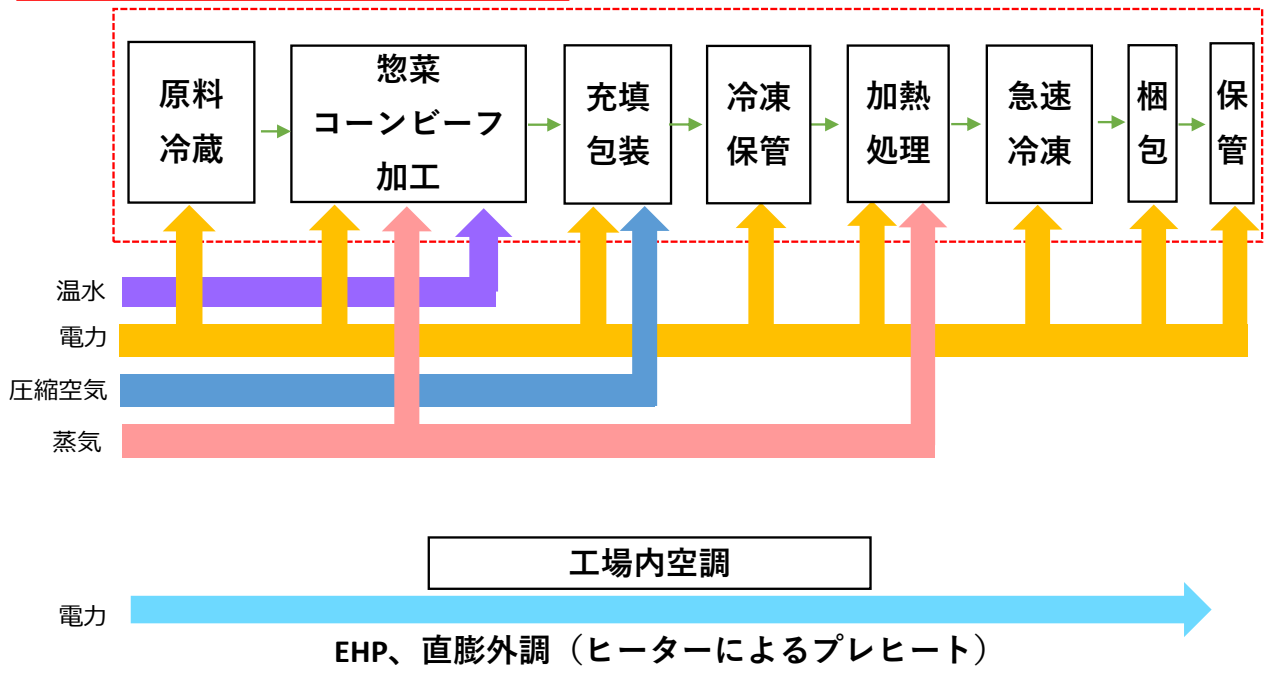 原料
冷蔵
惣菜
コーンビーフ
加工
充填
包装
冷凍
保管
加熱
処理
急速
冷凍
梱
包
保
管
温水
電力
圧縮空気
蒸気
工場内空調
電力
EHP、直膨外調（ヒーターによるプレヒート）